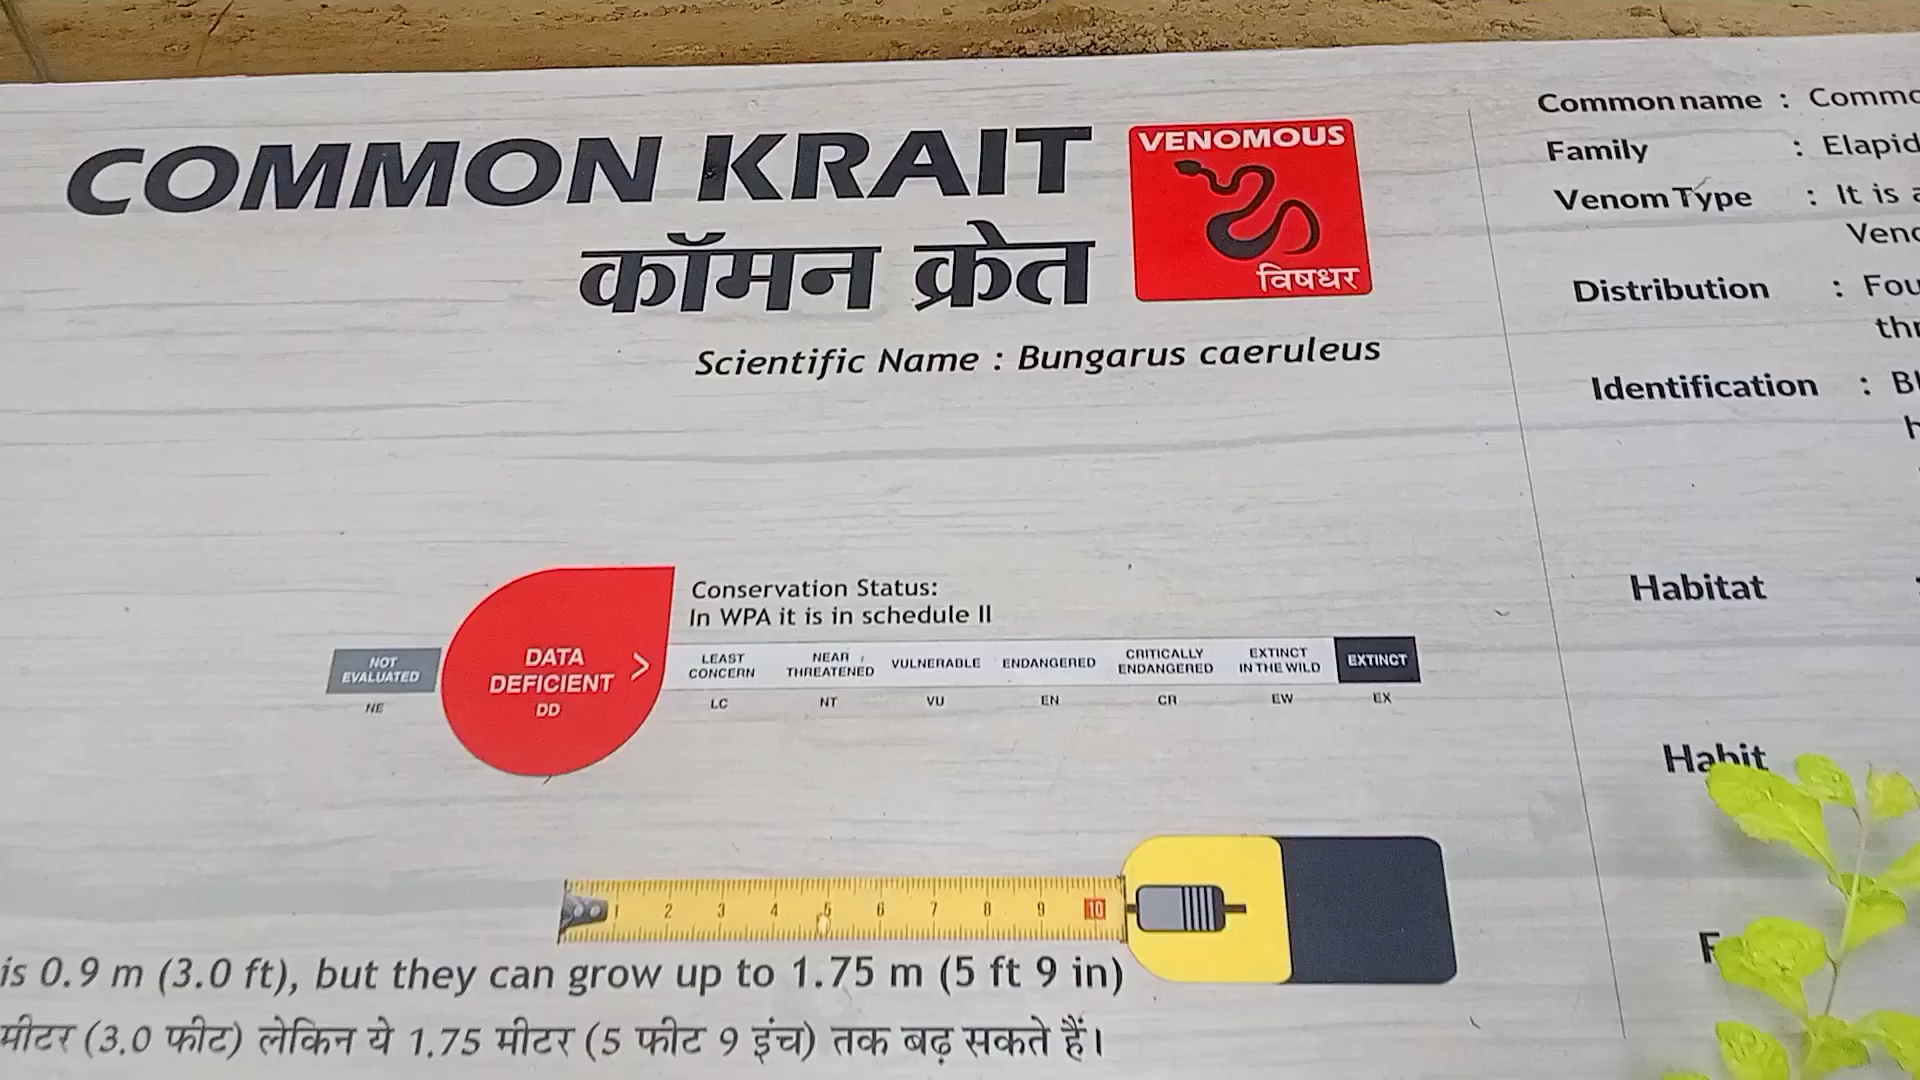 COMMON KRAIT
कॉमन क्रेत
VENOMOUS
विषधर
Scientific Name : Bungarus caeruleus
Conservation Status:
In WPA it is in schedule II
NOT EVALUATED
NE
DATA DEFICIENT
DD
LEAST CONCERN
LC
NEAR THREATENED
NT
VULNERABLE
VU
ENDANGERED
EN
CRITICALLY ENDANGERED
CR
EXTINCT IN THE WILD
EW
EXTINCT
EX
1 2 3 4 5 6 7 8 9 10
is 0.9 m (3.0 ft), but they can grow up to 1.75 m (5 ft 9 in)
मीटर (3.0 फीट) लेकिन ये 1.75 मीटर (5 फीट 9 इंच) तक बढ़ सकते हैं।
Common name :
Family :
Venom Type : It is
Distribution :
Identification :
Habitat :
Habit